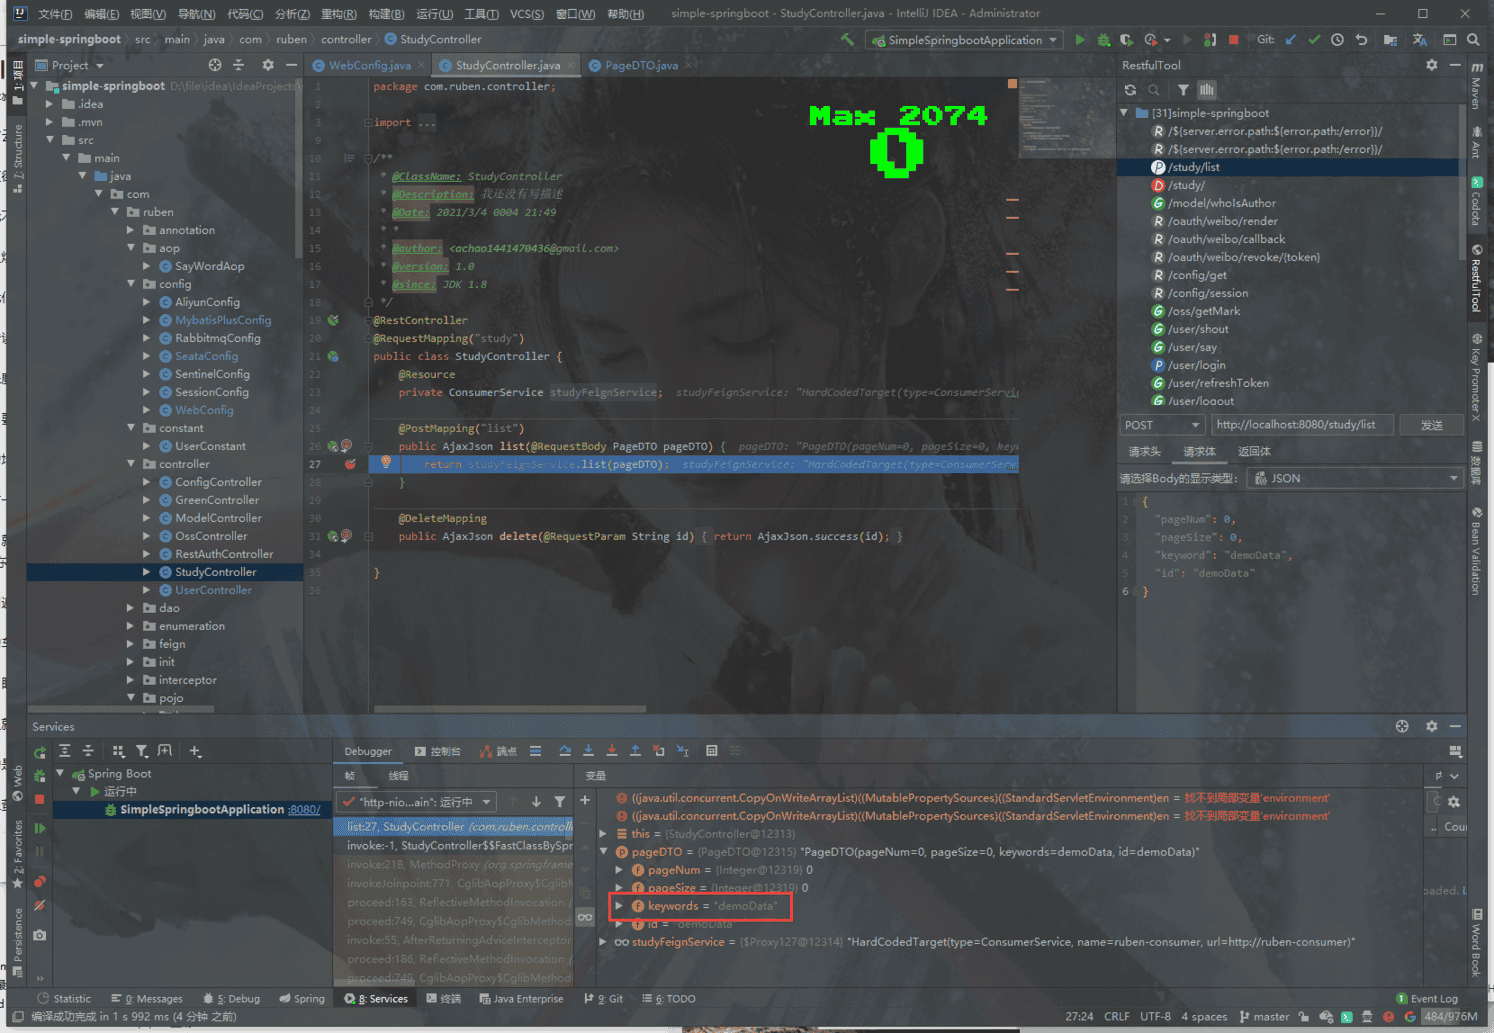 文件(F) 编辑(E) 视图(V) 导航(N) 代码(C) 分析(Z) 重构(R) 构建(B) 运行(U) 工具(T) VCS(S) 窗口(W) 帮助(H) simple-springboot - StudyController.java - IntelliJ IDEA - Administrator
simple-springboot src main java com ruben controller StudyController SimpleSpringbootApplication Git:
Project WebConfig.java StudyController.java PageDTO.java RestfulTool
simple-springboot D:\file\idea\IdeaProjects\
.idea
.mvn
src
main
java
com
ruben
annotation
aop
SayWordAop
config
AliyunConfig
MybatisPlusConfig
RabbitmqConfig
SeataConfig
SentinelConfig
SessionConfig
WebConfig
constant
UserConstant
controller
ConfigController
GreenController
ModelController
OssController
RestAuthController
StudyController
UserController
dao
enumeration
feign
init
interceptor
pojo
1 package com.ruben.controller;
2
3 import ...
Max 2074
0
10 /**
11 * @ClassName: StudyController
12 * @Description: 我还没有写描述
13 * @Date: 2021/3/4 0004 21:49
14 * *
15 * @author: <achao1441470436@gmail.com>
16 * @version: 1.0
17 * @since: JDK 1.8
18 */
19 @RestController
20 @RequestMapping("study")
21 public class StudyController {
22 @Resource
23 private ConsumerService studyFeignService; studyFeignService: "HardCodedTarget(type=ConsumerServi
24
25 @PostMapping("list")
26 public AjaxJson list(@RequestBody PageDTO pageDTO) { pageDTO: "PageDTO(pageNum=0, pageSize=0, key
27 return studyFeignService.list(pageDTO); studyFeignService: "HardCodedTarget(type=ConsumerServ
28 }
29
30 @DeleteMapping
31 public AjaxJson delete(@RequestParam String id) { return AjaxJson.success(id); }
34
35 }
36
[31]simple-springboot
/${server.error.path:${error.path:/error}}/
/${server.error.path:${error.path:/error}}/
/study/list
/study/
/model/whoIsAuthor
/oauth/weibo/render
/oauth/weibo/callback
/oauth/weibo/revoke/{token}
/config/get
/config/session
/oss/getMark
/user/shout
/user/say
/user/login
/user/refreshToken
/user/logout
POST http://localhost:8080/study/list 发送
请求头 请求体 返回体
请选择Body的显示类型: JSON
1 {
2 "pageNum": 0,
3 "pageSize": 0,
4 "keyword": "demoData",
5 "id": "demoData"
6 }
1: 项目
7: Structure
Web
2: Favorites
Persistence
Maven
Ant
Codota
RestfulTool
Key Promoter X
数据库
Bean Validation
Word Book
Services
Debugger 控制台 端点
Spring Boot
运行中
SimpleSpringbootApplication :8080/
帧 线程 变量
"http-nio...ain": 运行中
list:27, StudyController (com.ruben.controlle
invoke:-1, StudyController$$FastClassBySpr
invoke:218, MethodProxy (org.springframe
invokeJoinpoint:771, CglibAopProxy$CglibM
proceed:163, ReflectiveMethodInvocation (
proceed:749, CglibAopProxy$CglibMethod
invoke:55, AfterReturningAdviceInterceptor
proceed:186, ReflectiveMethodInvocation (
proceed:749, CglibAopProxy$CglibMethod
((java.util.concurrent.CopyOnWriteArrayList)((MutablePropertySources)((StandardServletEnvironment)en = 找不到局部变量'environment'
((java.util.concurrent.CopyOnWriteArrayList)((MutablePropertySources)((StandardServletEnvironment)en = 找不到局部变量'environment'
this = {StudyController@12313}
pageDTO = {PageDTO@12315} "PageDTO(pageNum=0, pageSize=0, keywords=demoData, id=demoData)"
pageNum = {Integer@12319} 0
pageSize = {Integer@12319} 0
keywords = "demoData"
id = "demoData"
studyFeignService = {$Proxy127@12314} "HardCodedTarget(type=ConsumerService, name=ruben-consumer, url=http://ruben-consumer)"
.. Cour
oaded. L
Statistic 0: Messages 5: Debug Spring 8: Services 终端 Java Enterprise 9: Git 6: TODO 1 Event Log
编译成功完成 in 1 s 992 ms (4 分钟 之前) 27:24 CRLF UTF-8 4 spaces master 484/976M